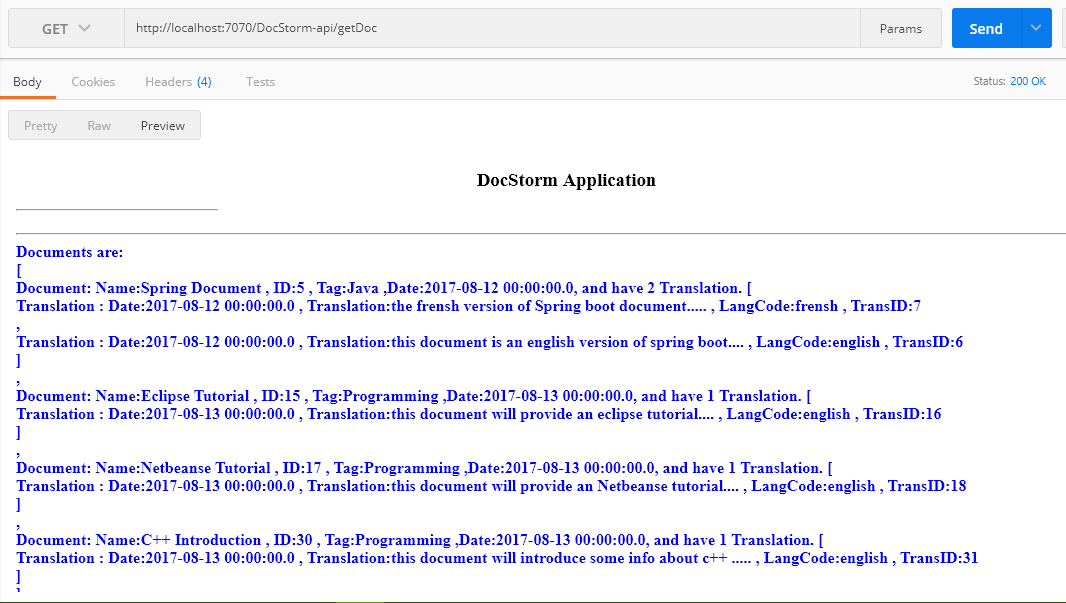 GET http://localhost:7070/DocStorm-api/getDoc Params Send
Body Cookies Headers (4) Tests Status: 200 OK
Pretty Raw Preview
DocStorm Application
Documents are:
[
Document: Name:Spring Document , ID:5 , Tag:Java ,Date:2017-08-12 00:00:00.0, and have 2 Translation. [
Translation : Date:2017-08-12 00:00:00.0 , Translation:the frensh version of Spring boot document..... , LangCode:frensh , TransID:7
,
Translation : Date:2017-08-12 00:00:00.0 , Translation:this document is an english version of spring boot.... , LangCode:english , TransID:6
]
,
Document: Name:Eclipse Tutorial , ID:15 , Tag:Programming ,Date:2017-08-13 00:00:00.0, and have 1 Translation. [
Translation : Date:2017-08-13 00:00:00.0 , Translation:this document will provide an eclipse tutorial.... , LangCode:english , TransID:16
]
,
Document: Name:Netbeanse Tutorial , ID:17 , Tag:Programming ,Date:2017-08-13 00:00:00.0, and have 1 Translation. [
Translation : Date:2017-08-13 00:00:00.0 , Translation:this document will provide an Netbeanse tutorial.... , LangCode:english , TransID:18
]
,
Document: Name:C++ Introduction , ID:30 , Tag:Programming ,Date:2017-08-13 00:00:00.0, and have 1 Translation. [
Translation : Date:2017-08-13 00:00:00.0 , Translation:this document will introduce some info about c++ ..... , LangCode:english , TransID:31
]
]